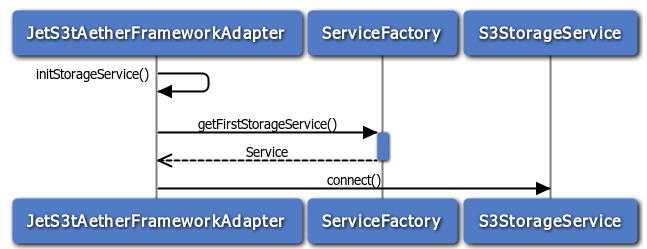 JetS3tAetherFrameworkAdapter
ServiceFactory
S3StorageService
initStorageService()
getFirstStorageService()
Service
connect()
JetS3tAetherFrameworkAdapter
ServiceFactory
S3StorageService